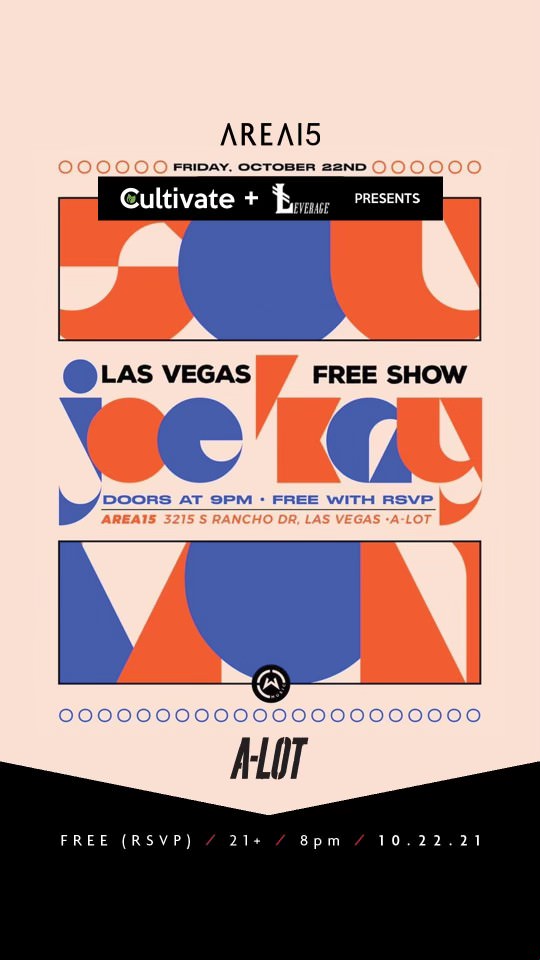 AREA15
FRIDAY, OCTOBER 22ND
Cultivate + LEVERAGE PRESENTS
LAS VEGAS FREE SHOW
joe kay
DOORS AT 9PM · FREE WITH RSVP
AREA15 3215 S RANCHO DR, LAS VEGAS ·A-LOT
A-LOT
FREE (RSVP) / 21+ / 8pm / 10.22.21